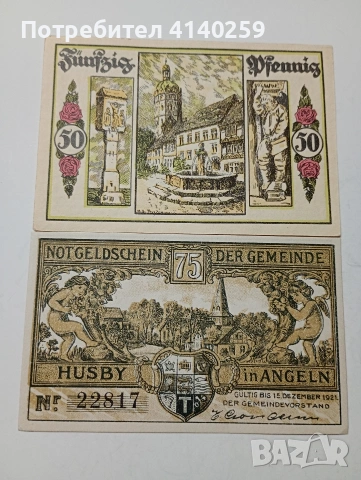 Потребител 4140259
Fünfzig Pfennig
50 50
NOTGELDSCHEIN 75 DER GEMEINDE
HUSBY in ANGELN
Nr. 22817
T
GÜLTIG BIS 15. DEZEMBER 1921
DER GEMEINDEVORSTAND
BAZAR